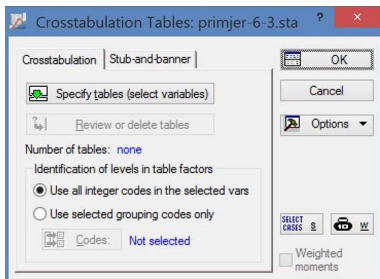 Crosstabulation Tables: primjer-6-3.sta ? ×
Crosstabulation Stub-and-banner
OK
Specify tables (select variables)
Cancel
Review or delete tables
Options
Number of tables: none
Identification of levels in table factors
Use all integer codes in the selected vars
Use selected grouping codes only
SELECT CASES S W
Codes: Not selected
Weighted moments